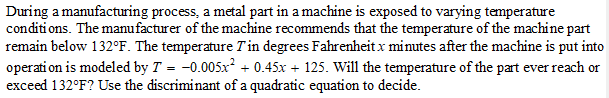 During a manufacturing process, a metal part in a machine is exposed to varying temperature
conditions. The manufacturer of the machine recommends that the temperature of the machine part
remain below 132°F. The temperature T in degrees Fahrenheit x minutes after the machine is put into
operation is modeled by T = −0.005x² + 0.45x + 125. Will the temperature of the part ever reach or
exceed 132°F? Use the discriminant of a quadratic equation to decide.